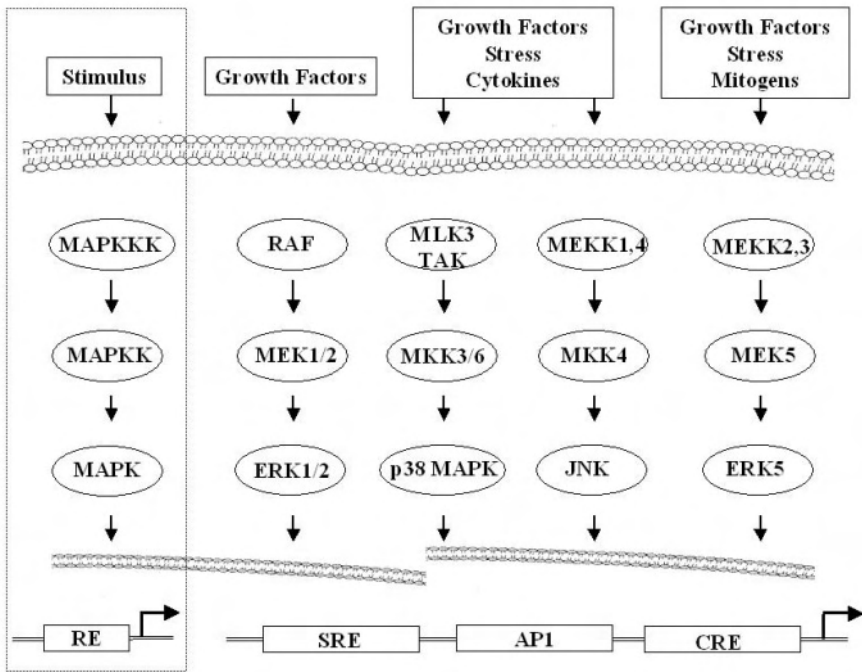 Stimulus
Growth Factors
Growth Factors
Stress
Cytokines
Growth Factors
Stress
Mitogens
MAPKKK
RAF
MLK3
TAK
MEKK1,4
MEKK2,3
MAPKK
MEK1/2
MKK3/6
MKK4
MEK5
MAPK
ERK1/2
p38 MAPK
JNK
ERK5
RE
SRE
AP1
CRE